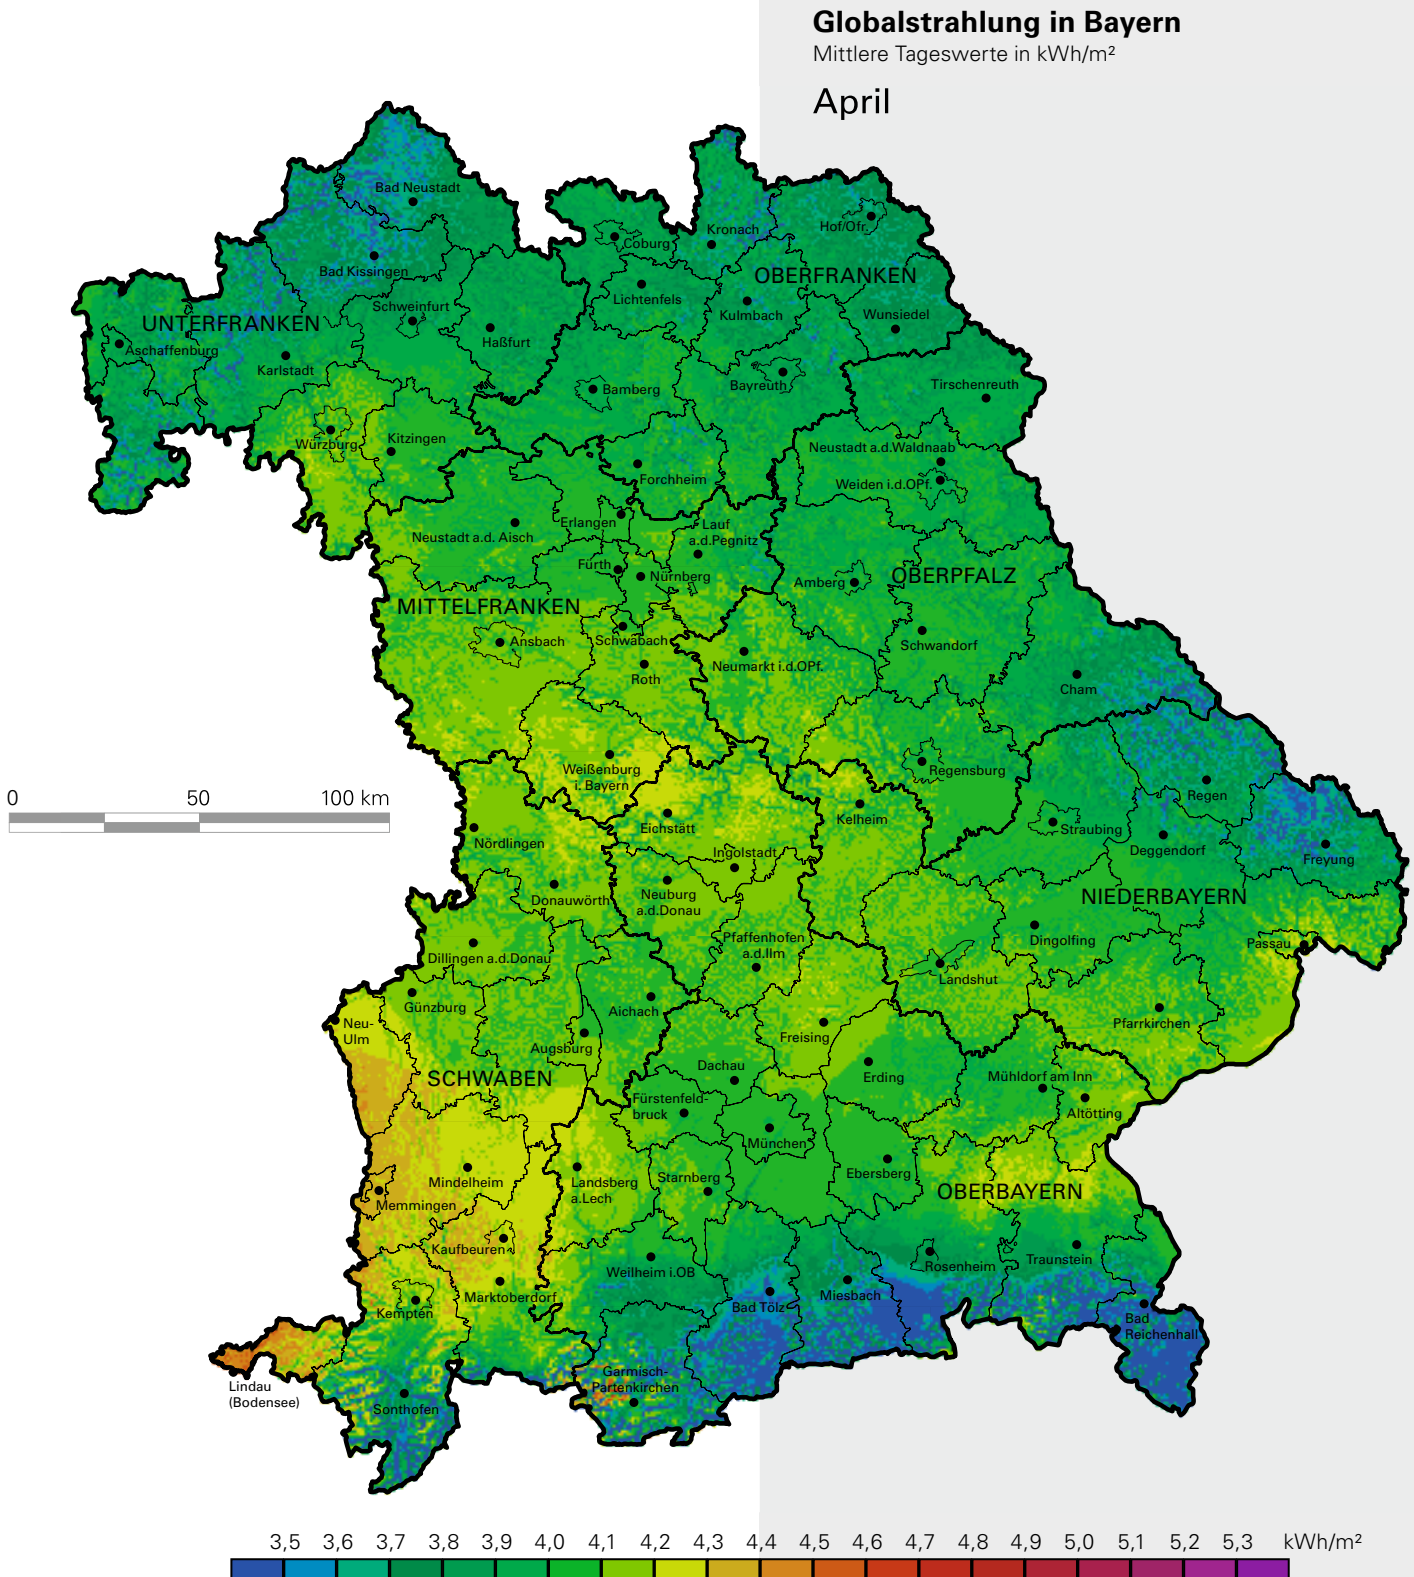 Globalstrahlung in Bayern
Mittlere Tageswerte in kWh/m²
April
Bad Neustadt
Hof/Ofr.
Kronach
Coburg
Bad Kissingen
OBERFRANKEN
Lichtenfels
Schweinfurt
Kulmbach
Wunsiedel
UNTERFRANKEN
Haßfurt
Aschaffenburg
Karlstadt
Bayreuth
Tirschenreuth
Bamberg
Würzburg
Kitzingen
Neustadt a.d.Waldnaab
Forchheim
Weiden i.d.OPf.
Erlangen
Lauf
a.d.Pegnitz
Neustadt a.d. Aisch
Fürth
Nürnberg
Amberg
OBERPFALZ
MITTELFRANKEN
Ansbach
Schwabach
Schwandorf
Neumarkt i.d.OPf.
Roth
Cham
Weißenburg
i. Bayern
Regensburg
0 50 100 km
Regen
Kelheim
Eichstätt
Straubing
Nördlingen
Deggendorf
Ingolstadt
Freyung
Donauwörth
Neuburg
a.d.Donau
NIEDERBAYERN
Pfaffenhofen
a.d.Ilm
Dingolfing
Passau
Dillingen a.d.Donau
Landshut
Günzburg
Aichach
Neu-
Ulm
Freising
Pfarrkirchen
Augsburg
Dachau
SCHWABEN
Erding
Mühldorf am Inn
Fürstenfeld-
bruck
Altötting
München
Mindelheim
Landsberg
a.Lech
Starnberg
Ebersberg
OBERBAYERN
Memmingen
Kaufbeuren
Weilheim i.OB
Rosenheim
Traunstein
Marktoberdorf
Miesbach
Kempten
Bad Tölz
Bad
Reichenhall
Garmisch-
Partenkirchen
Lindau
(Bodensee)
Sonthofen
3,5 3,6 3,7 3,8 3,9 4,0 4,1 4,2 4,3 4,4 4,5 4,6 4,7 4,8 4,9 5,0 5,1 5,2 5,3 kWh/m²